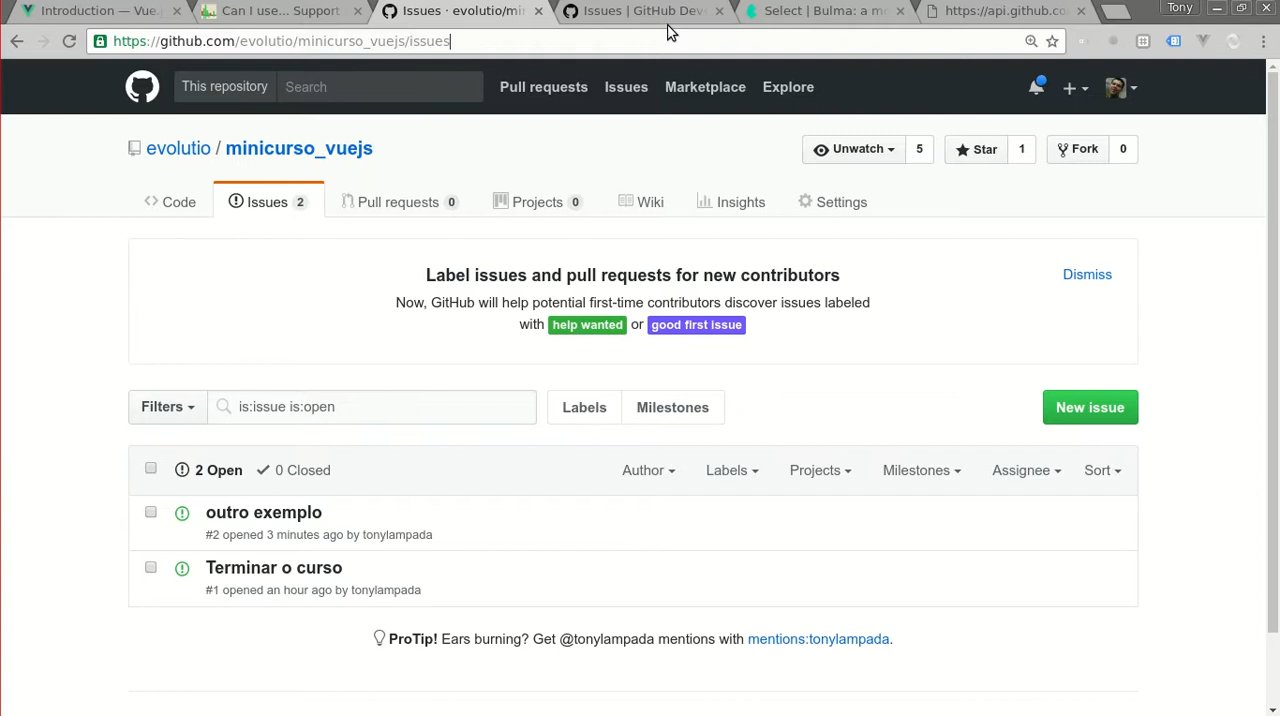 Introduction — Vue.j
Can I use... Support
Issues · evolutio/mi
Issues | GitHub Dev
Select | Bulma: a m
https://api.github.co
Tony
https://github.com/evolutio/minicurso_vuejs/issues
This repository
Search
Pull requests
Issues
Marketplace
Explore
evolutio / minicurso_vuejs
Unwatch 5
Star 1
Fork 0
Code
Issues 2
Pull requests 0
Projects 0
Wiki
Insights
Settings
Label issues and pull requests for new contributors
Dismiss
Now, GitHub will help potential first-time contributors discover issues labeled
with help wanted or good first issue
Filters
is:issue is:open
Labels
Milestones
New issue
2 Open
0 Closed
Author
Labels
Projects
Milestones
Assignee
Sort
outro exemplo
#2 opened 3 minutes ago by tonylampada
Terminar o curso
#1 opened an hour ago by tonylampada
ProTip! Ears burning? Get @tonylampada mentions with mentions:tonylampada.